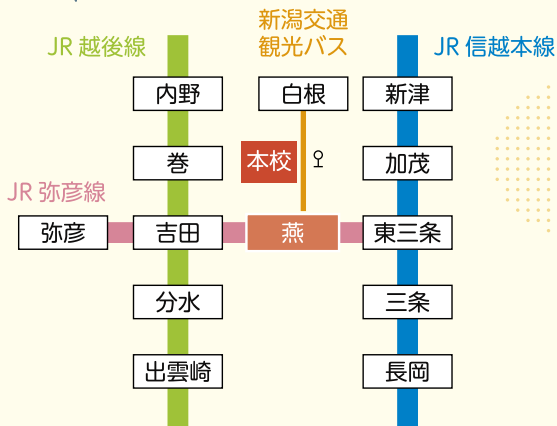 JR 越後線
新潟交通
観光バス
JR 信越本線
内野
白根
新津
巻
本校
加茂
JR 弥彦線
弥彦
吉田
燕
東三条
分水
三条
出雲崎
長岡